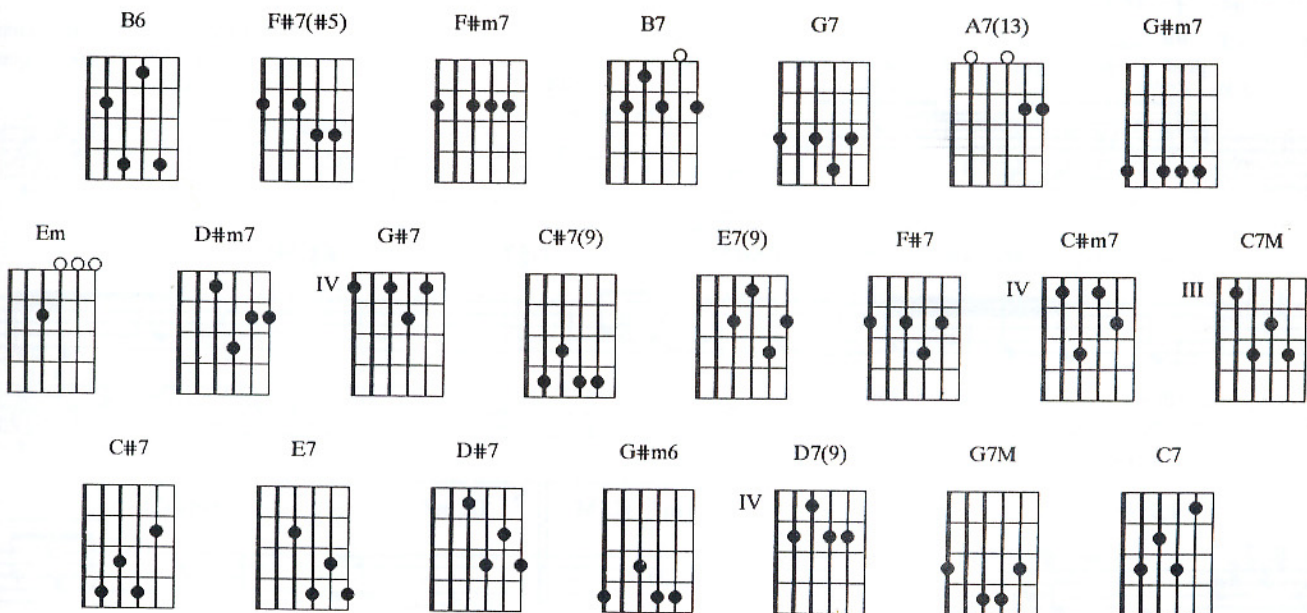 B6 F#7(#5) F#m7 B7 G7 A7(13) G#m7
Em D#m7 G#7 C#7(9) E7(9) F#7 C#m7 C7M
IV IV III
C#7 E7 D#7 G#m6 D7(9) G7M C7
IV